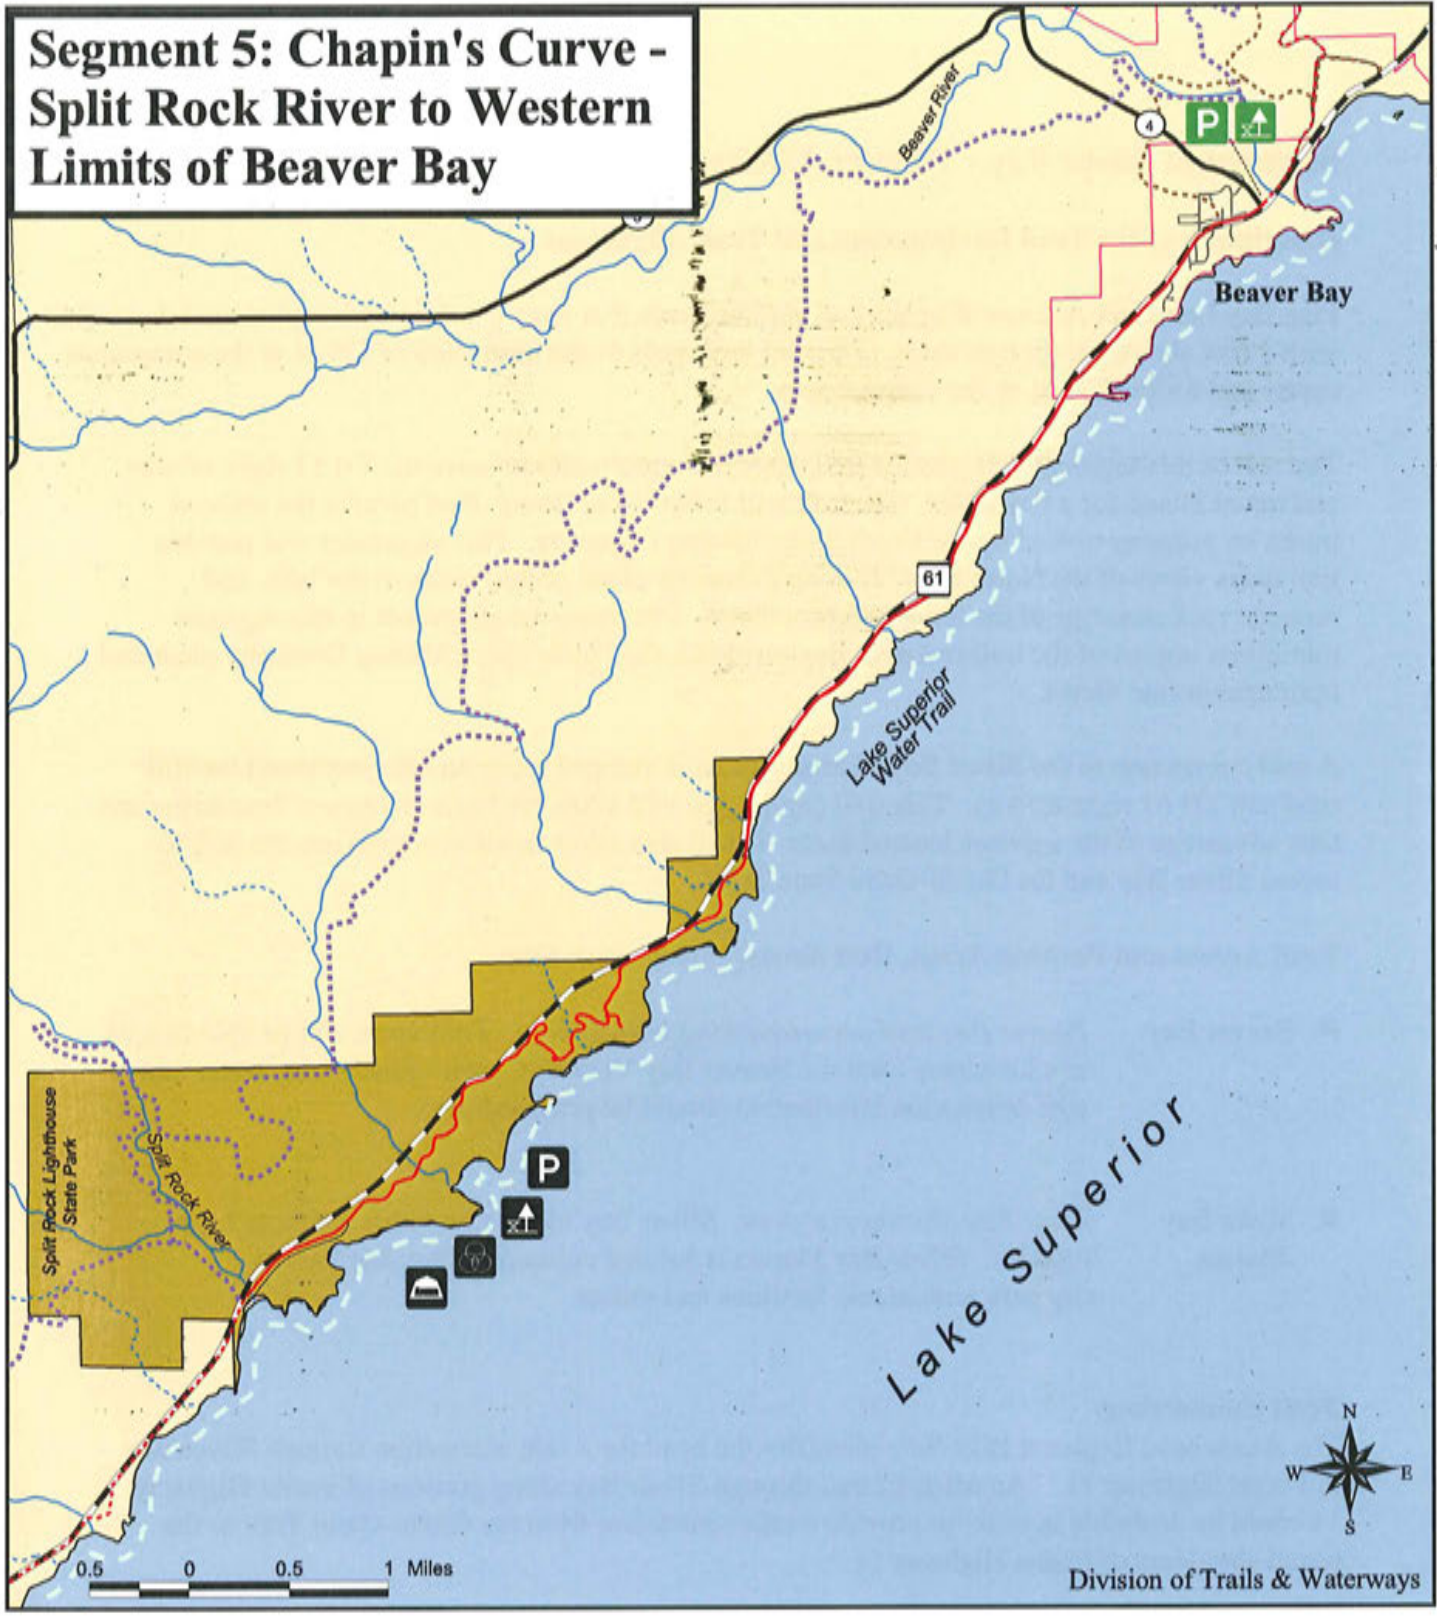 Segment 5: Chapin's Curve -
Split Rock River to Western
Limits of Beaver Bay
Beaver River
4
P
Beaver Bay
61
Lake Superior
Water Trail
Split Rock Lighthouse
State Park
Split Rock River
P
Lake Superior
N
W E
S
0.5 0 0.5 1 Miles
Division of Trails & Waterways